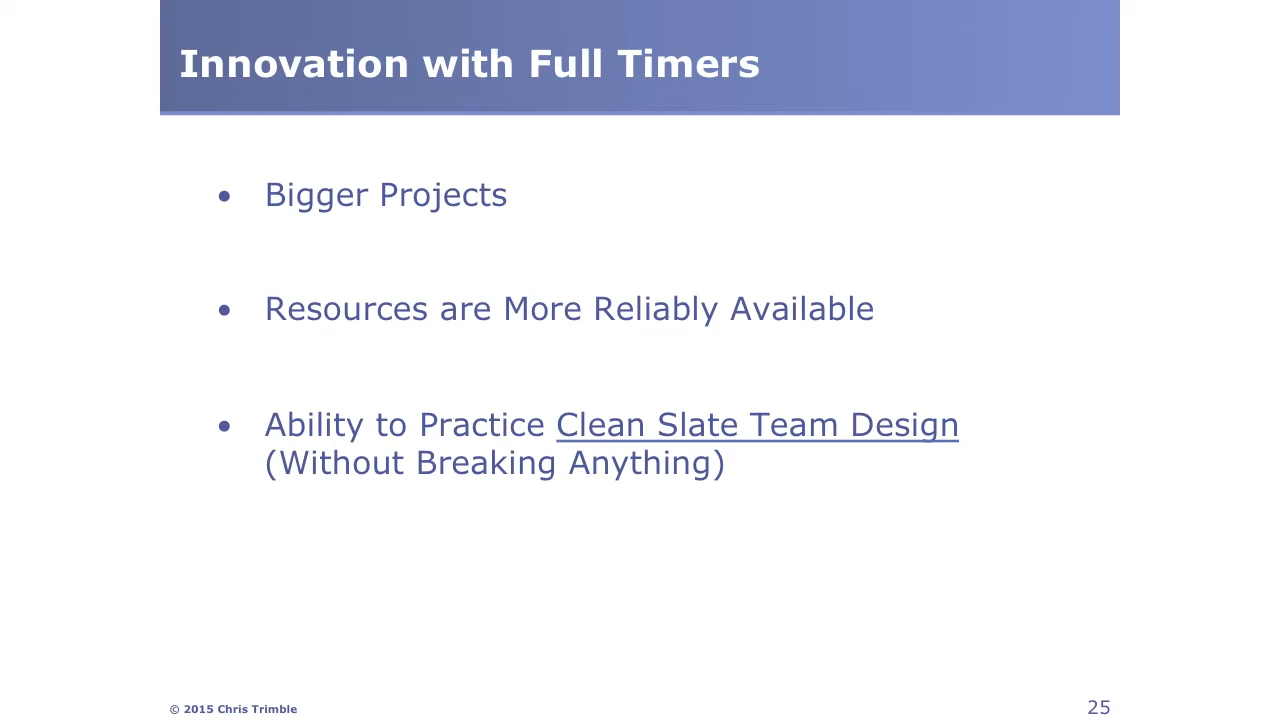 Innovation with Full Timers
• Bigger Projects
• Resources are More Reliably Available
• Ability to Practice Clean Slate Team Design
(Without Breaking Anything)
© 2015 Chris Trimble
25